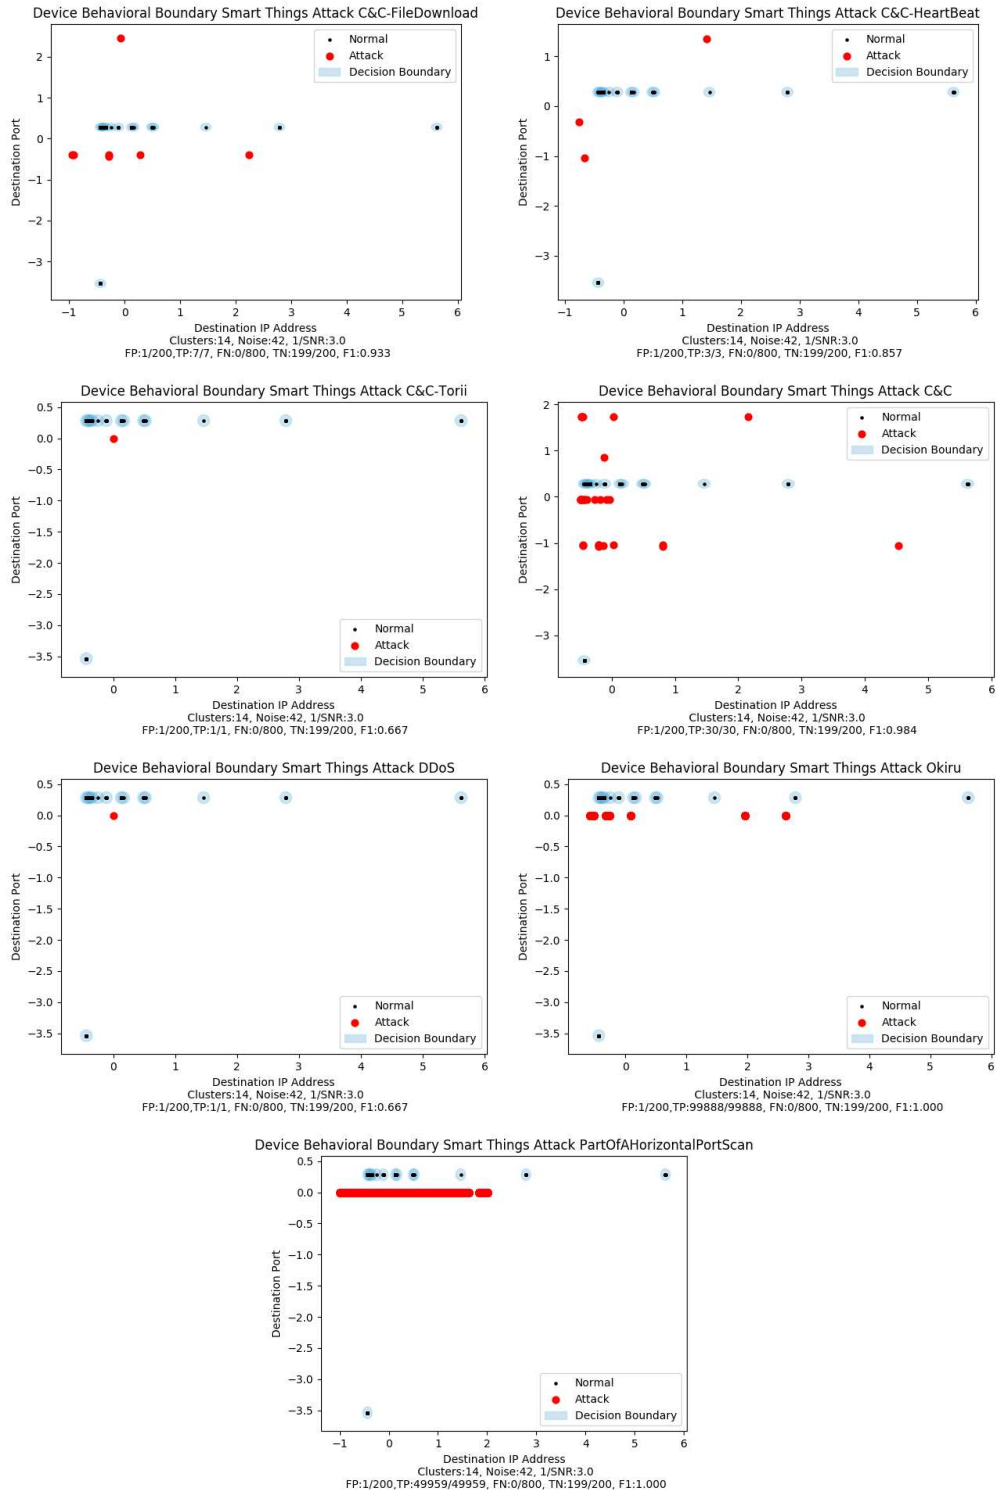 Device Behavioral Boundary Smart Things Attack C&C-FileDownload
Normal
Attack
Decision Boundary
Destination Port
2
1
0
−1
−2
−3
−1 0 1 2 3 4 5 6
Destination IP Address
Clusters:14, Noise:42, 1/SNR:3.0
FP:1/200,TP:7/7, FN:0/800, TN:199/200, F1:0.933
Device Behavioral Boundary Smart Things Attack C&C-HeartBeat
Normal
Attack
Decision Boundary
Destination Port
1
0
−1
−2
−3
−1 0 1 2 3 4 5 6
Destination IP Address
Clusters:14, Noise:42, 1/SNR:3.0
FP:1/200,TP:3/3, FN:0/800, TN:199/200, F1:0.857
Device Behavioral Boundary Smart Things Attack C&C-Torii
Destination Port
0.5
0.0
−0.5
−1.0
−1.5
−2.0
−2.5
−3.0
−3.5
Normal
Attack
Decision Boundary
0 1 2 3 4 5 6
Destination IP Address
Clusters:14, Noise:42, 1/SNR:3.0
FP:1/200,TP:1/1, FN:0/800, TN:199/200, F1:0.667
Device Behavioral Boundary Smart Things Attack C&C
Normal
Attack
Decision Boundary
Destination Port
2
1
0
−1
−2
−3
0 1 2 3 4 5 6
Destination IP Address
Clusters:14, Noise:42, 1/SNR:3.0
FP:1/200,TP:30/30, FN:0/800, TN:199/200, F1:0.984
Device Behavioral Boundary Smart Things Attack DDoS
Destination Port
0.5
0.0
−0.5
−1.0
−1.5
−2.0
−2.5
−3.0
−3.5
Normal
Attack
Decision Boundary
0 1 2 3 4 5 6
Destination IP Address
Clusters:14, Noise:42, 1/SNR:3.0
FP:1/200,TP:1/1, FN:0/800, TN:199/200, F1:0.667
Device Behavioral Boundary Smart Things Attack Okiru
Destination Port
0.5
0.0
−0.5
−1.0
−1.5
−2.0
−2.5
−3.0
−3.5
Normal
Attack
Decision Boundary
0 1 2 3 4 5 6
Destination IP Address
Clusters:14, Noise:42, 1/SNR:3.0
FP:1/200,TP:99888/99888, FN:0/800, TN:199/200, F1:1.000
Device Behavioral Boundary Smart Things Attack PartOfAHorizontalPortScan
Destination Port
0.5
0.0
−0.5
−1.0
−1.5
−2.0
−2.5
−3.0
−3.5
Normal
Attack
Decision Boundary
−1 0 1 2 3 4 5 6
Destination IP Address
Clusters:14, Noise:42, 1/SNR:3.0
FP:1/200,TP:49959/49959, FN:0/800, TN:199/200, F1:1.000